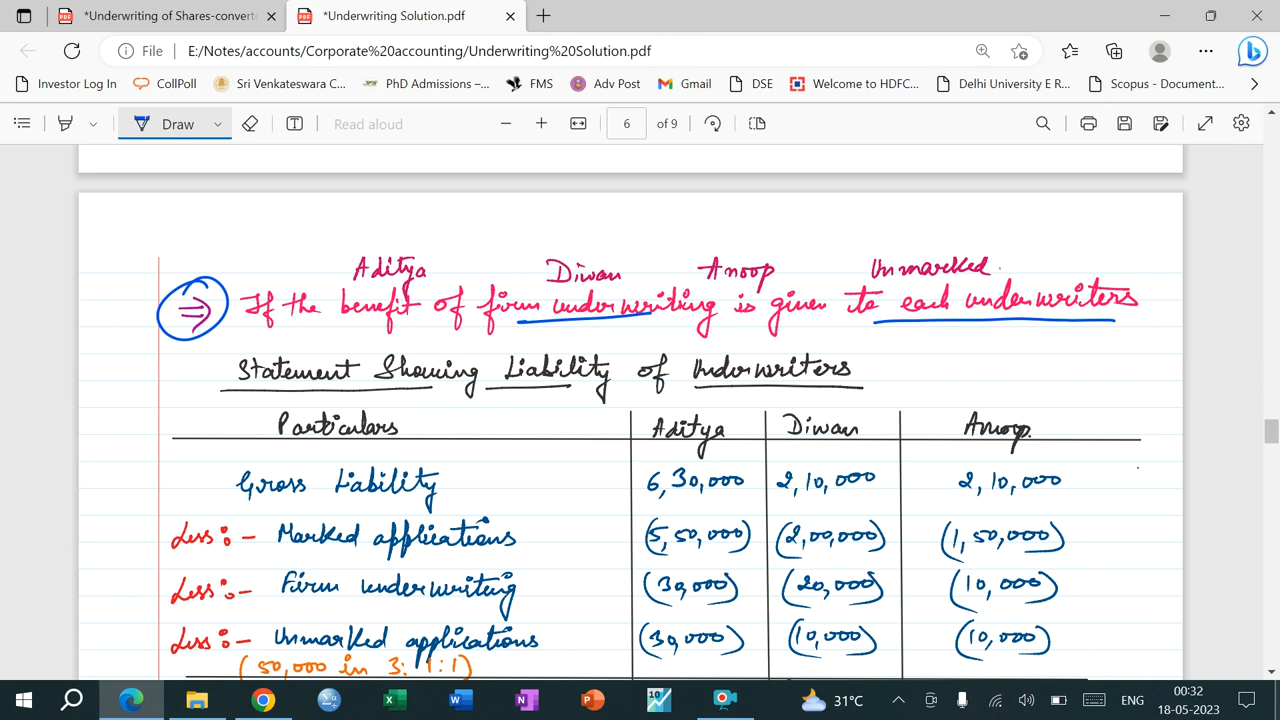 *Underwriting of Shares-converte
*Underwriting Solution.pdf
File
E:/Notes/accounts/Corporate%20accounting/Underwriting%20Solution.pdf
Investor Log In
CollPoll
Sri Venkateswara C...
PhD Admissions –...
FMS
Adv Post
Gmail
DSE
Welcome to HDFC...
Delhi University E R...
Scopus - Document...
Draw
Read aloud
6
of 9
Aditya Diwan Anoop Unmarked
⇒ If the benefit of firm underwriting is given to each underwriters
Statement Showing Liability of Underwriters
Particulars Aditya Diwan Anoop
Gross Liability 6,30,000 2,10,000 2,10,000
Less:- Marked applications (5,50,000) (2,00,000) (1,50,000)
Less:- Firm underwriting (30,000) (20,000) (10,000)
Less:- Unmarked applications (30,000) (10,000) (10,000)
(50,000 in 3:1:1)
31°C
ENG
00:32
18-05-2023